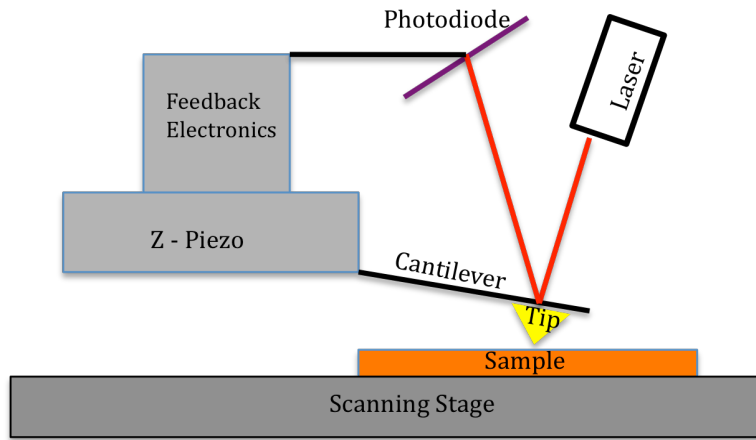 Photodiode
Laser
Feedback
Electronics
Z - Piezo
Cantilever
Tip
Sample
Scanning Stage